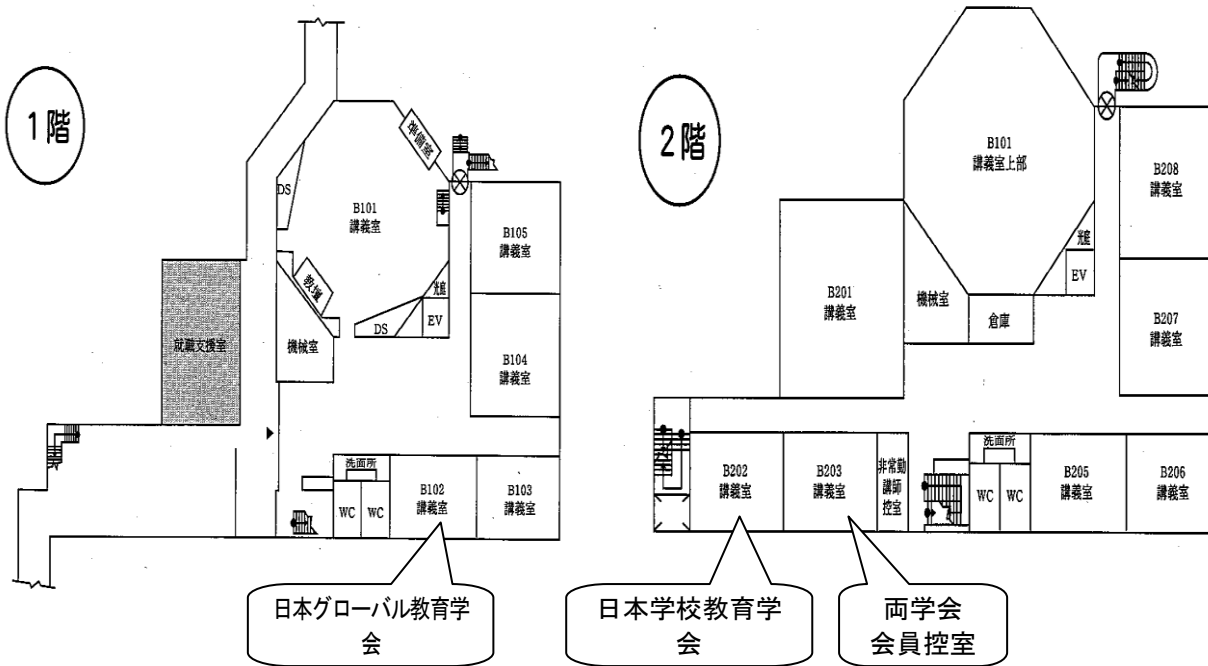 1階
準備室
DS
B101
講義室
B105
講義室
教壇
光庭
DS
EV
就職支援室
機械室
B104
講義室
洗面所
WC
WC
B102
講義室
B103
講義室
日本グローバル教育学
会
2階
B101
講義室上部
B208
講義室
光庭
EV
B201
講義室
機械室
倉庫
B207
講義室
B202
講義室
B203
講義室
非常勤
講師
控室
洗面所
WC
WC
B205
講義室
B206
講義室
日本学校教育学
会
両学会
会員控室